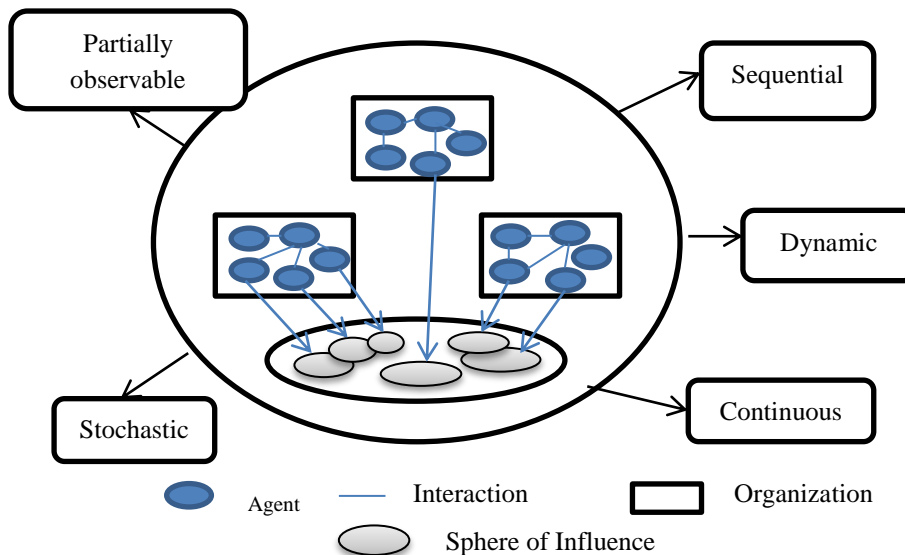 Partially
observable
Sequential
Dynamic
Stochastic
Continuous
Agent
Interaction
Organization
Sphere of Influence